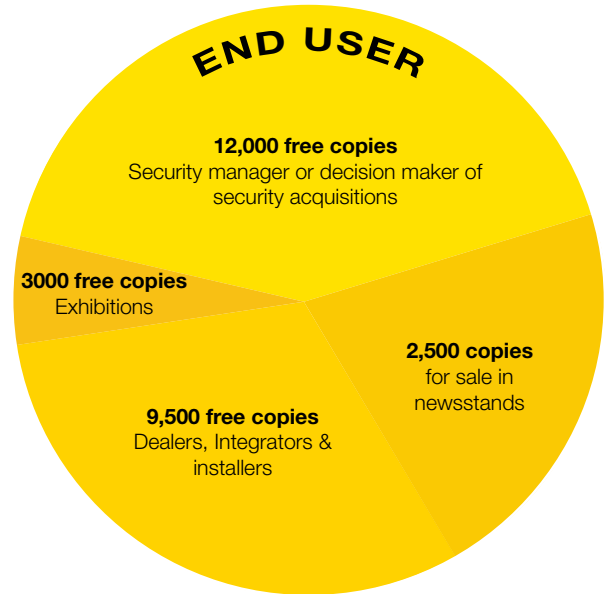 END USER
12,000 free copies
Security manager or decision maker of
security acquisitions
3000 free copies
Exhibitions
2,500 copies
for sale in
newsstands
9,500 free copies
Dealers, Integrators &
installers